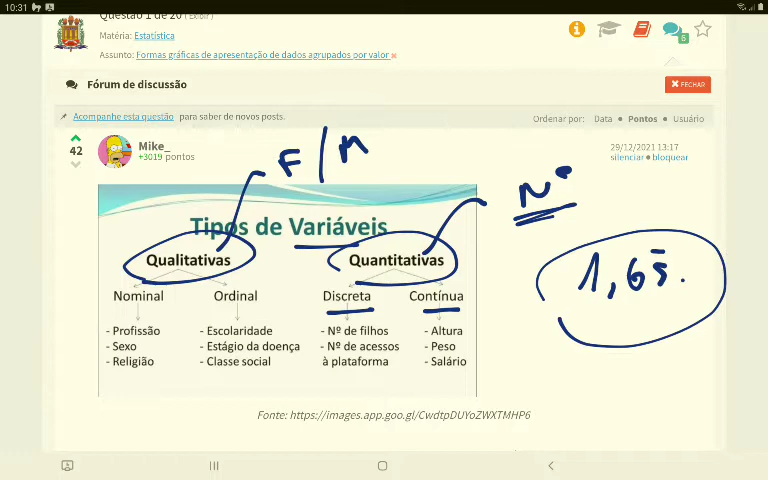 10:31
Questão 1 de 20 ( Exibir )
Matéria: Estatística
Assunto: Formas gráficas de apresentação de dados agrupados por valor
6
Fórum de discussão
FECHAR
Acompanhe esta questão para saber de novos posts.
Ordenar por: Data Pontos Usuário
42
Mike_
+3019 pontos
29/12/2021 13:17
silenciar bloquear
F / M
Nº
Tipos de Variáveis
Qualitativas
Quantitativas
Nominal
Ordinal
Discreta
Contínua
- Profissão
- Sexo
- Religião
- Escolaridade
- Estágio da doença
- Classe social
- Nº de filhos
- Nº de acessos
à plataforma
- Altura
- Peso
- Salário
1,65.
Fonte: https://images.app.goo.gl/CwdtpDUYoZWXTMHP6